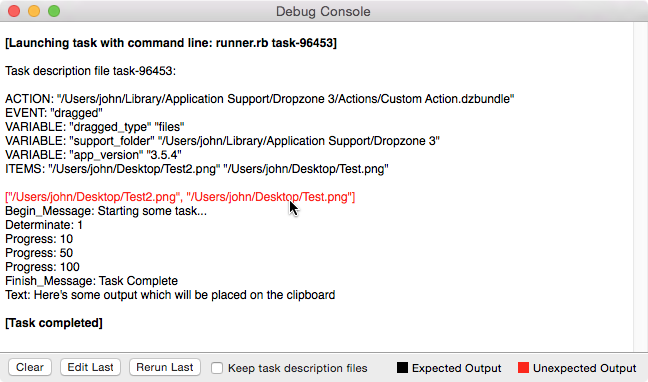 Debug Console
[Launching task with command line: runner.rb task-96453]
Task description file task-96453:
ACTION: "/Users/john/Library/Application Support/Dropzone 3/Actions/Custom Action.dzbundle"
EVENT: "dragged"
VARIABLE: "dragged_type" "files"
VARIABLE: "support_folder" "/Users/john/Library/Application Support/Dropzone 3"
VARIABLE: "app_version" "3.5.4"
ITEMS: "/Users/john/Desktop/Test2.png" "/Users/john/Desktop/Test.png"
["/Users/john/Desktop/Test2.png", "/Users/john/Desktop/Test.png"]
Begin_Message: Starting some task...
Determinate: 1
Progress: 10
Progress: 50
Progress: 100
Finish_Message: Task Complete
Text: Here's some output which will be placed on the clipboard
[Task completed]
Clear Edit Last Rerun Last Keep task description files Expected Output Unexpected Output